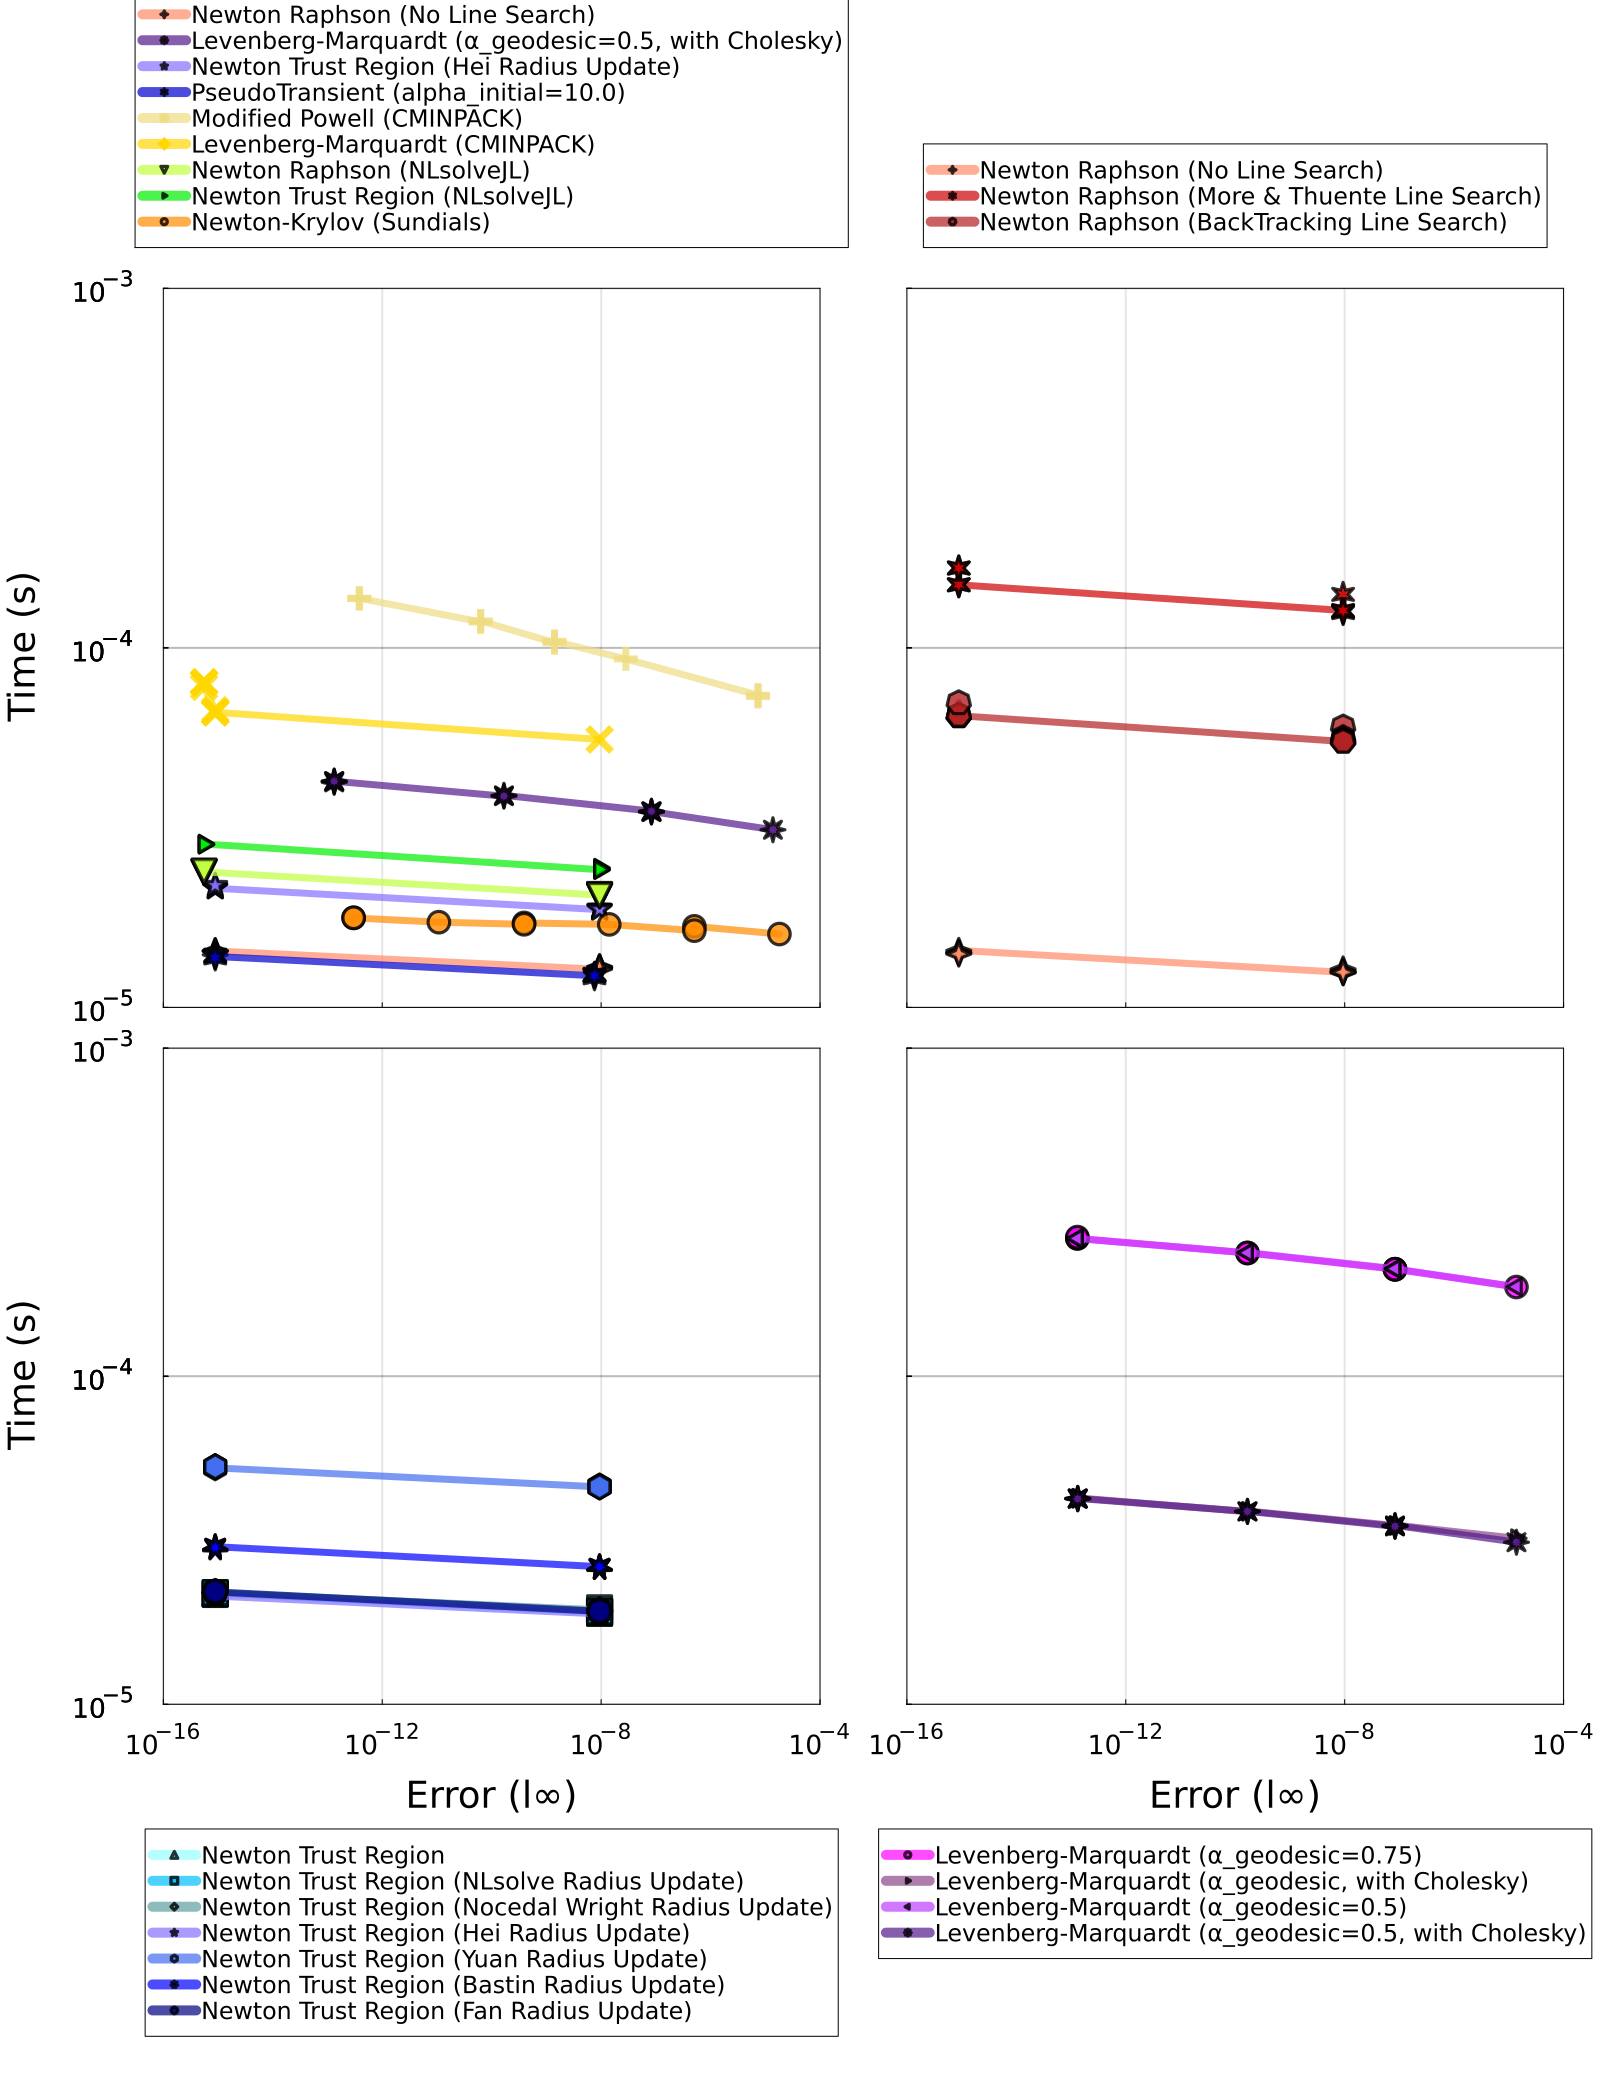 Newton Raphson (No Line Search)
Levenberg-Marquardt (α_geodesic=0.5, with Cholesky)
Newton Trust Region (Hei Radius Update)
PseudoTransient (alpha_initial=10.0)
Modified Powell (CMINPACK)
Levenberg-Marquardt (CMINPACK)
Newton Raphson (NLsolveJL)
Newton Trust Region (NLsolveJL)
Newton-Krylov (Sundials)
Newton Raphson (No Line Search)
Newton Raphson (More & Thuente Line Search)
Newton Raphson (BackTracking Line Search)
10⁻³
10⁻⁴
10⁻⁵
Time (s)
10⁻³
10⁻⁴
10⁻⁵
Time (s)
10⁻¹⁶ 10⁻¹² 10⁻⁸ 10⁻⁴
Error (l∞)
10⁻¹⁶ 10⁻¹² 10⁻⁸ 10⁻⁴
Error (l∞)
Newton Trust Region
Newton Trust Region (NLsolve Radius Update)
Newton Trust Region (Nocedal Wright Radius Update)
Newton Trust Region (Hei Radius Update)
Newton Trust Region (Yuan Radius Update)
Newton Trust Region (Bastin Radius Update)
Newton Trust Region (Fan Radius Update)
Levenberg-Marquardt (α_geodesic=0.75)
Levenberg-Marquardt (α_geodesic, with Cholesky)
Levenberg-Marquardt (α_geodesic=0.5)
Levenberg-Marquardt (α_geodesic=0.5, with Cholesky)